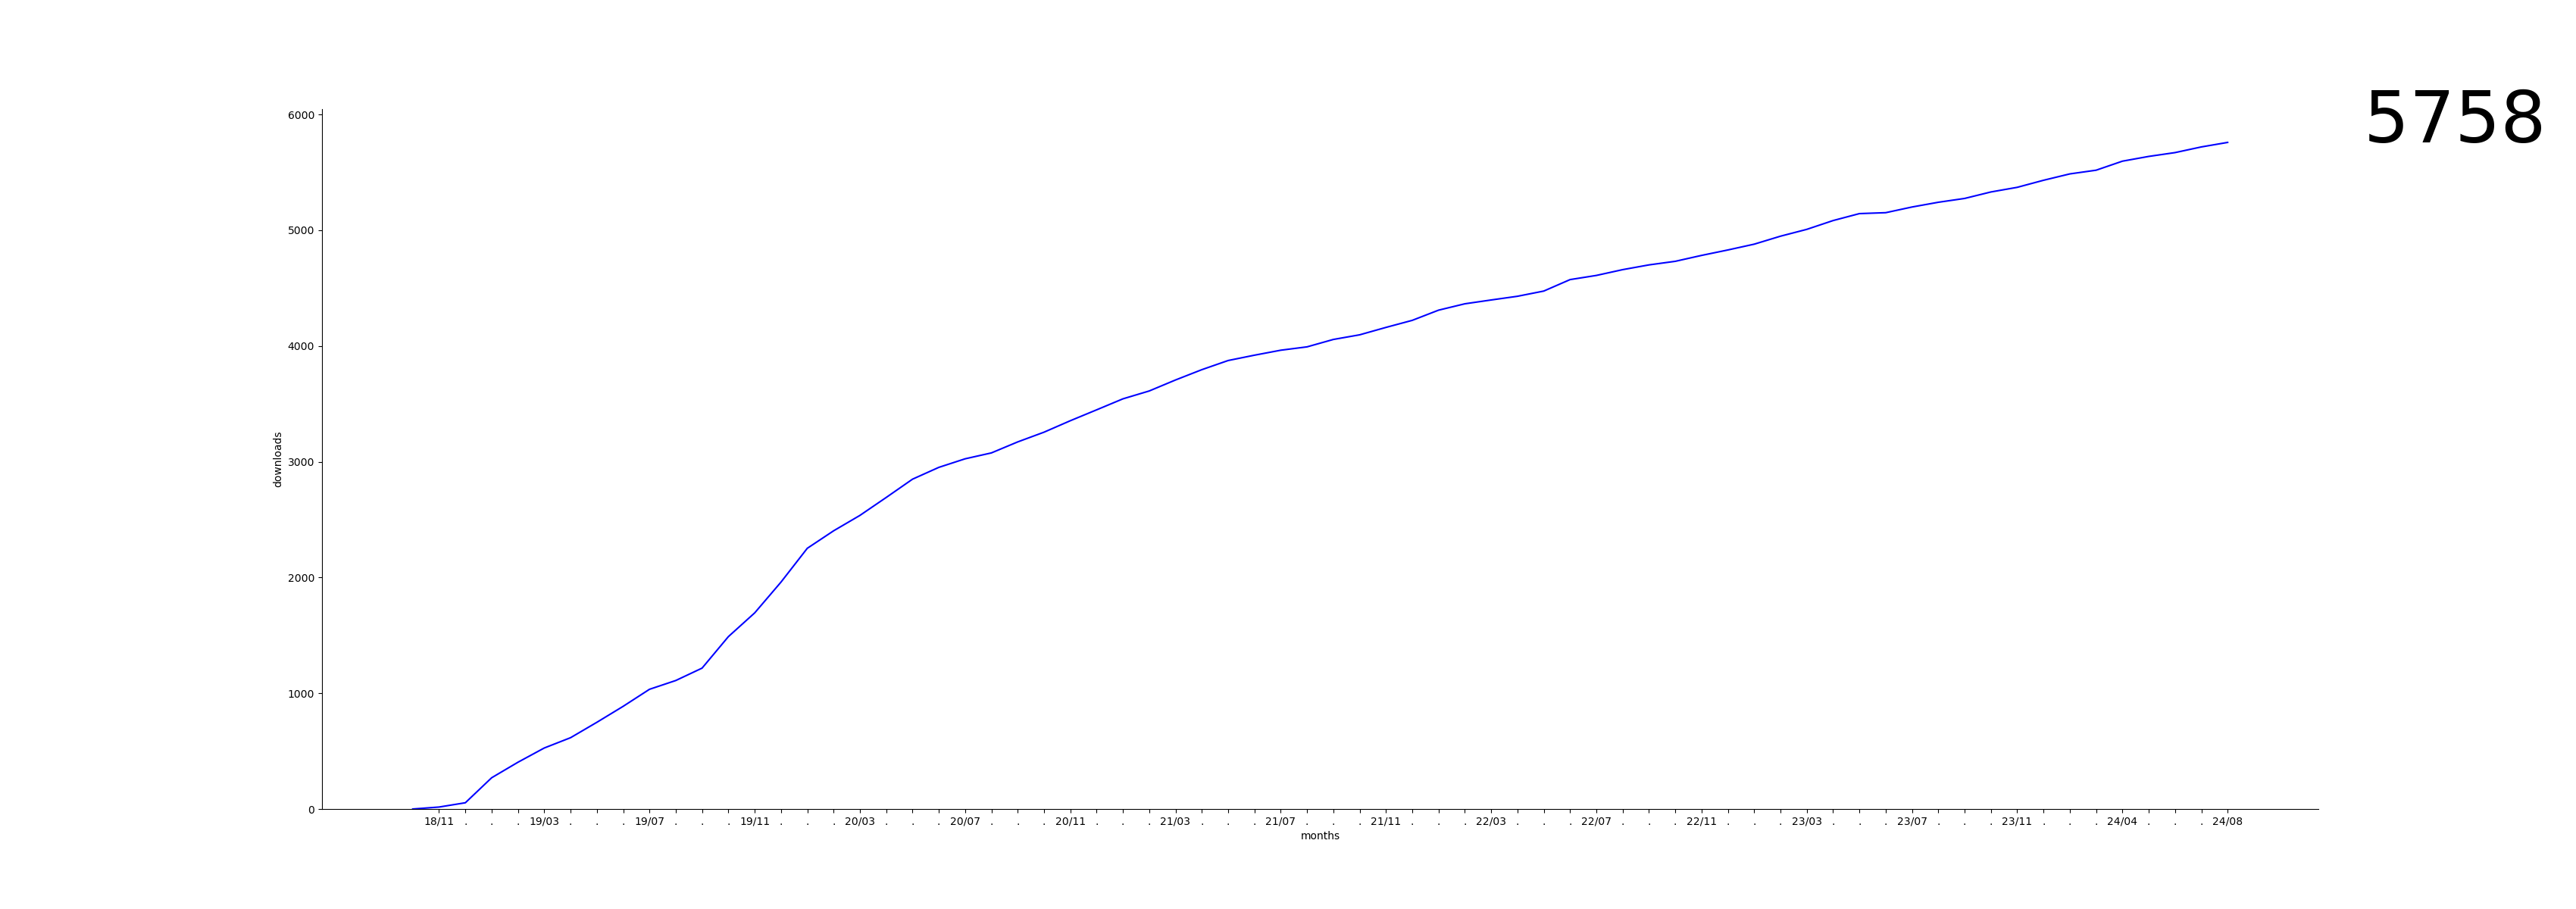 5758
6000
5000
4000
3000
2000
1000
0
downloads
18/11 . . . 19/03 . . . 19/07 . . . 19/11 . . . 20/03 . . . 20/07 . . . 20/11 . . . 21/03 . . . 21/07 . . . 21/11 . . . 22/03 . . . 22/07 . . . 22/11 . . . 23/03 . . . 23/07 . . . 23/11 . . . 24/04 . . . 24/08
months